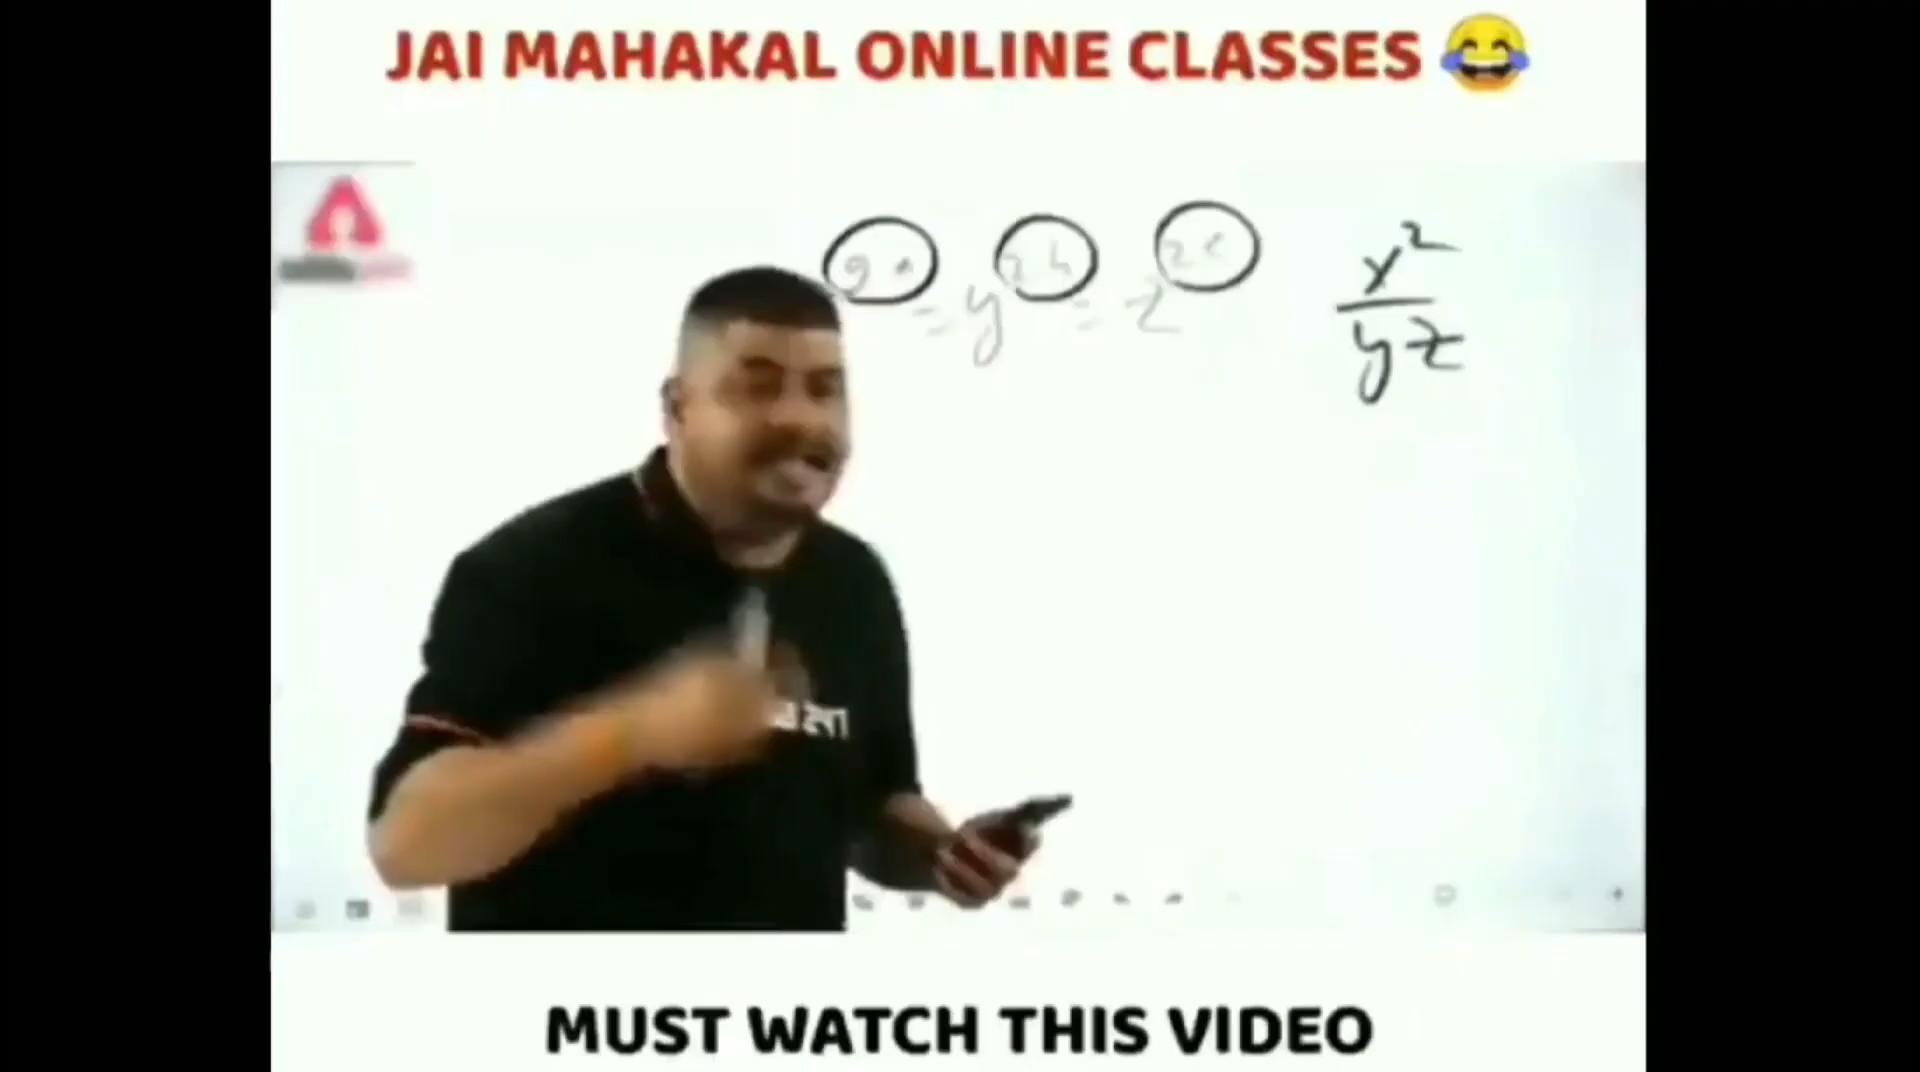 JAI MAHAKAL ONLINE CLASSES 😂
= y = z
x²
yz
MUST WATCH THIS VIDEO